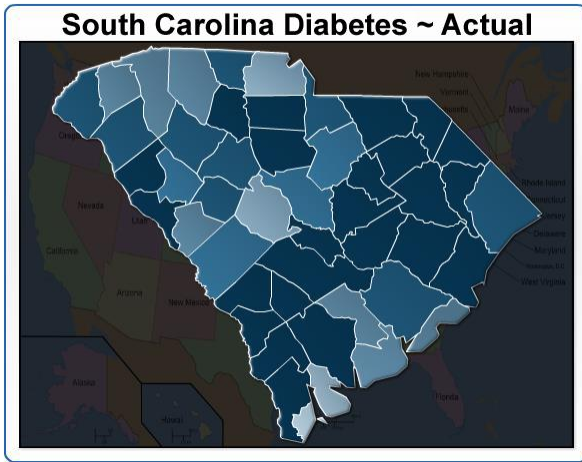 South Carolina Diabetes ~ Actual
New Hampshire
Vermont
Maine
Oregon
Rhode Island
Nevada
Utah
Delaware
California
Maryland
West Virginia
Arizona
New Mexico
Alaska
Hawaii
Florida